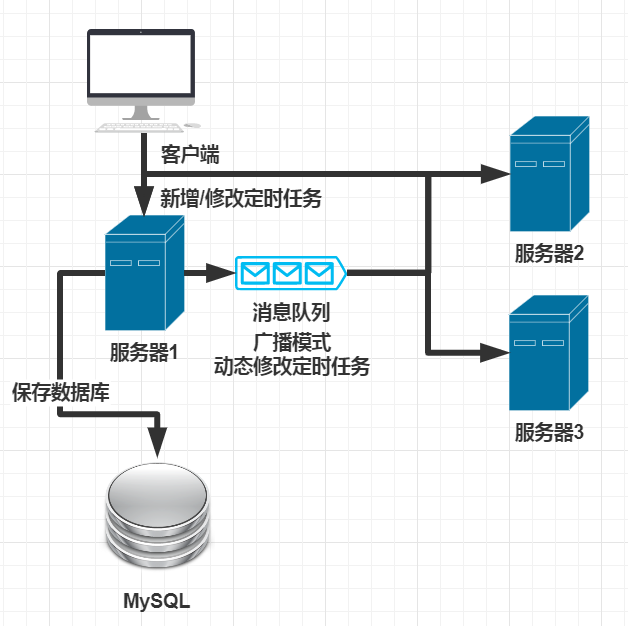 客户端
新增/修改定时任务
服务器2
消息队列
广播模式
动态修改定时任务
服务器1
保存数据库
服务器3
MySQL